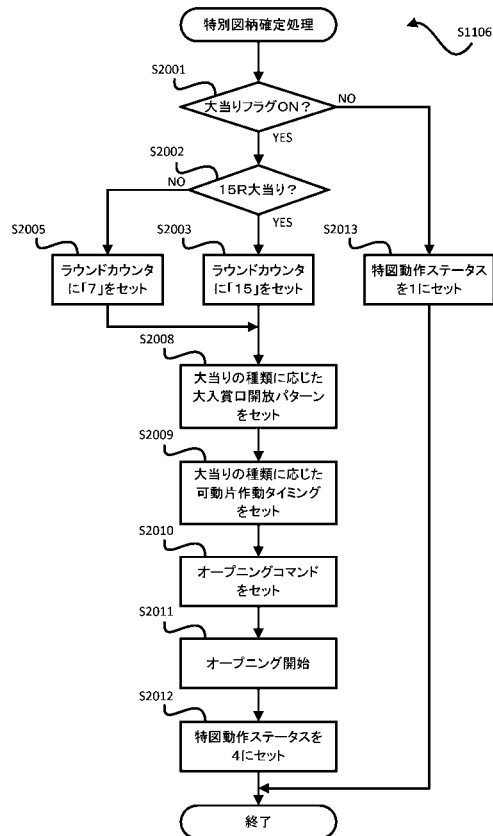 特別図柄確定処理
S1106
S2001
大当りフラグON?
NO
YES
S2002
15R大当り?
NO
YES
S2005
S2003
S2013
ラウンドカウンタ
に「7」をセット
ラウンドカウンタ
に「15」をセット
特図動作ステータス
を1にセット
S2008
大当りの種類に応じた
大入賞口開放パターン
をセット
S2009
大当りの種類に応じた
可動片作動タイミング
をセット
S2010
オープニングコマンド
をセット
S2011
オープニング開始
S2012
特図動作ステータスを
4にセット
終了